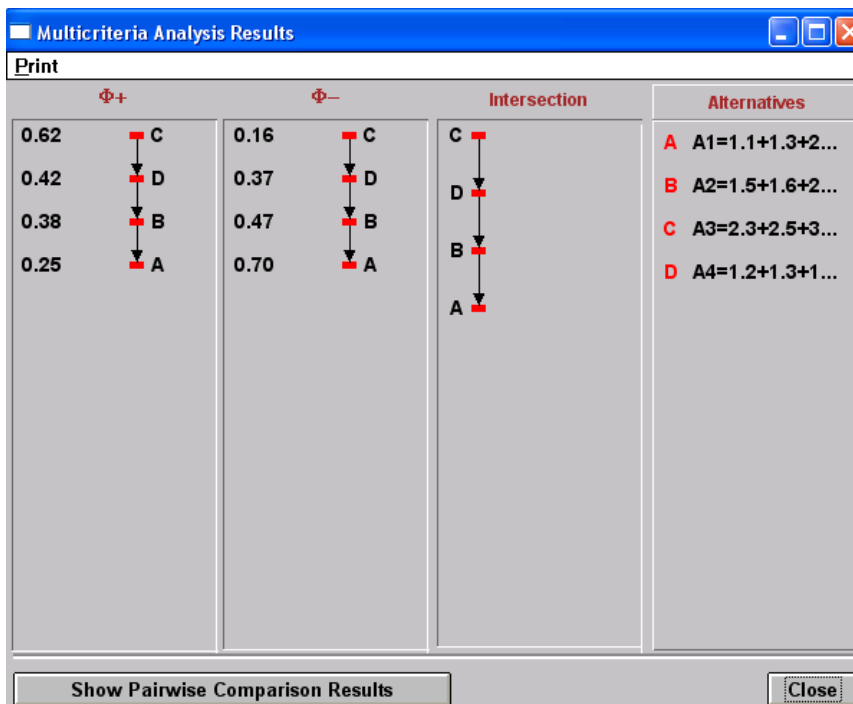 Multicriteria Analysis Results
Print
Φ+ Φ− Intersection Alternatives
0.62 C 0.16 C C A A1=1.1+1.3+2...
0.42 D 0.37 D D B A2=1.5+1.6+2...
0.38 B 0.47 B B C A3=2.3+2.5+3...
0.25 A 0.70 A A D A4=1.2+1.3+1...
Show Pairwise Comparison Results Close